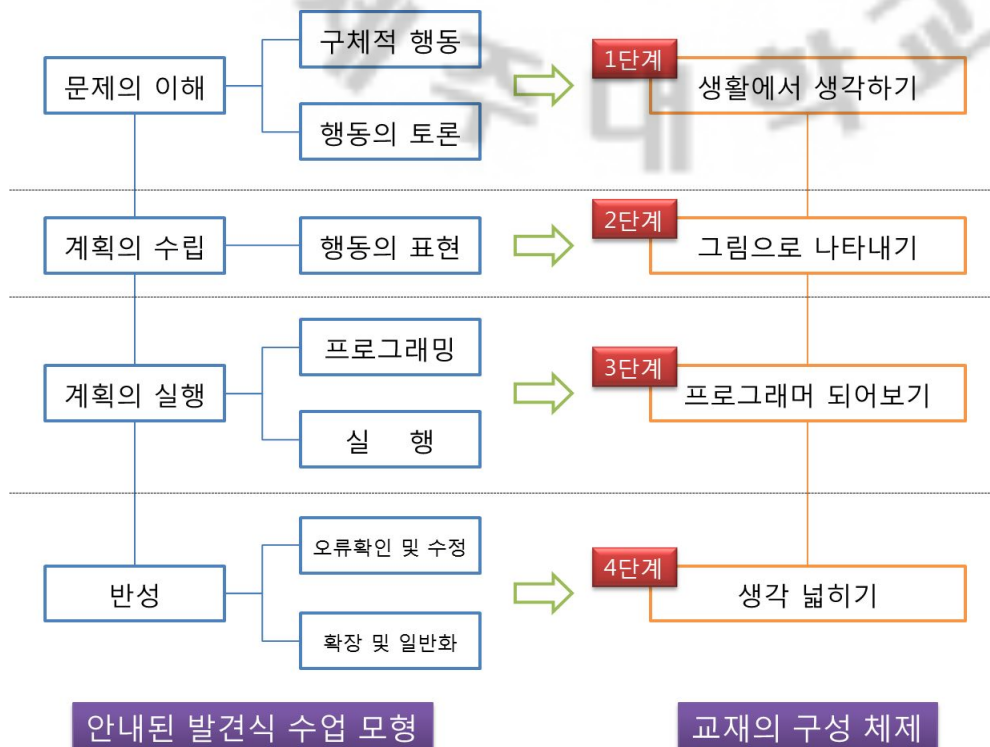 구체적 행동
문제의 이해
행동의 토론
1단계
생활에서 생각하기
계획의 수립
행동의 표현
2단계
그림으로 나타내기
프로그래밍
계획의 실행
실 행
3단계
프로그래머 되어보기
오류확인 및 수정
반성
확장 및 일반화
4단계
생각 넓히기
안내된 발견식 수업 모형
교재의 구성 체제